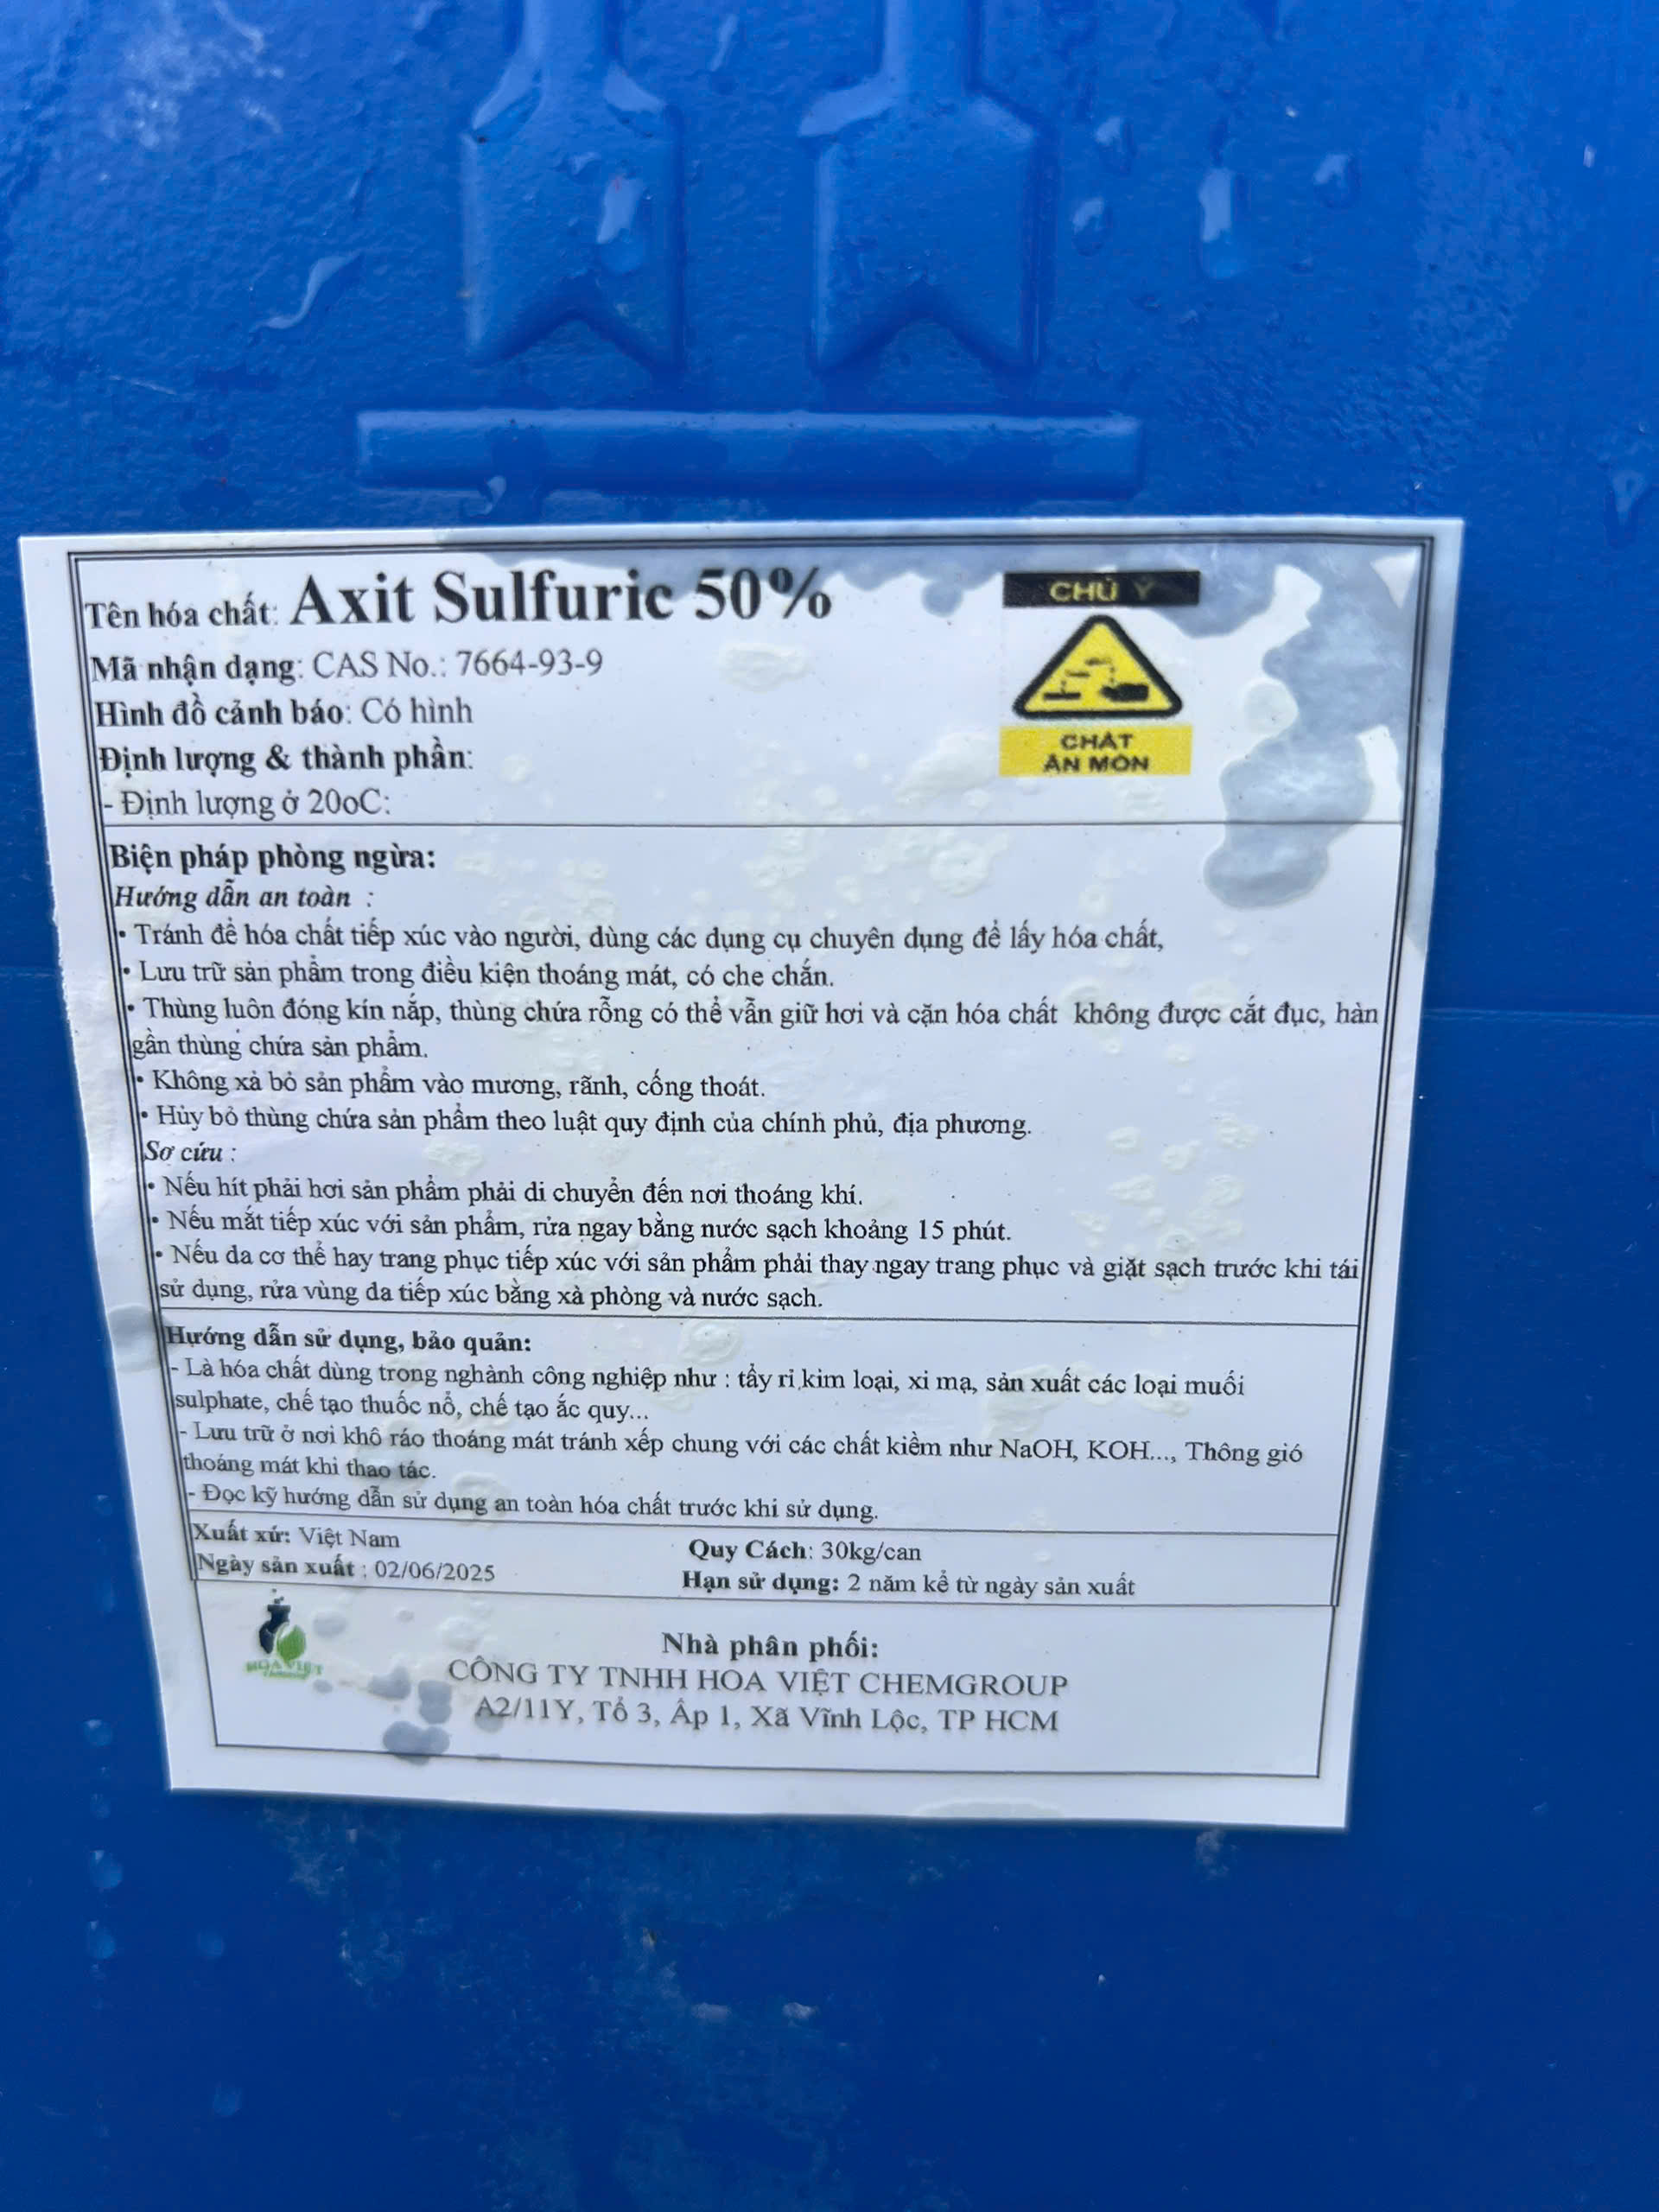 Tên hóa chất: Axit Sulfuric 50%
CHÚ Ý
Mã nhận dạng: CAS No.: 7664-93-9
Hình đồ cảnh báo: Có hình
Định lượng & thành phần:
CHẤT
ĂN MÒN
- Định lượng ở 20oC:
Biện pháp phòng ngừa:
Hướng dẫn an toàn :
• Tránh để hóa chất tiếp xúc vào người, dùng các dụng cụ chuyên dụng để lấy hóa chất,
• Lưu trữ sản phẩm trong điều kiện thoáng mát, có che chắn.
• Thùng luôn đóng kín nắp, thùng chứa rỗng có thể vẫn giữ hơi và cặn hóa chất không được cắt đục, hàn
gần thùng chứa sản phẩm.
• Không xả bỏ sản phẩm vào mương, rãnh, cống thoát.
• Hủy bỏ thùng chứa sản phẩm theo luật quy định của chính phủ, địa phương.
Sơ cứu :
• Nếu hít phải hơi sản phẩm phải di chuyển đến nơi thoáng khí.
• Nếu mắt tiếp xúc với sản phẩm, rửa ngay bằng nước sạch khoảng 15 phút.
• Nếu da cơ thể hay trang phục tiếp xúc với sản phẩm phải thay ngay trang phục và giặt sạch trước khi tái
sử dụng, rửa vùng da tiếp xúc bằng xà phòng và nước sạch.
Hướng dẫn sử dụng, bảo quản:
- Là hóa chất dùng trong nghành công nghiệp như : tẩy rỉ kim loại, xi mạ, sản xuất các loại muối
sulphate, chế tạo thuốc nổ, chế tạo ắc quy...
- Lưu trữ ở nơi khô ráo thoáng mát tránh xếp chung với các chất kiềm như NaOH, KOH..., Thông gió
thoáng mát khi thao tác.
- Đọc kỹ hướng dẫn sử dụng an toàn hóa chất trước khi sử dụng.
Xuất xứ: Việt Nam
Quy Cách: 30kg/can
Ngày sản xuất : 02/06/2025
Hạn sử dụng: 2 năm kể từ ngày sản xuất
HOA VIỆT
Nhà phân phối:
CÔNG TY TNHH HOA VIỆT CHEMGROUP
A2/11Y, Tổ 3, Ấp 1, Xã Vĩnh Lộc, TP HCM